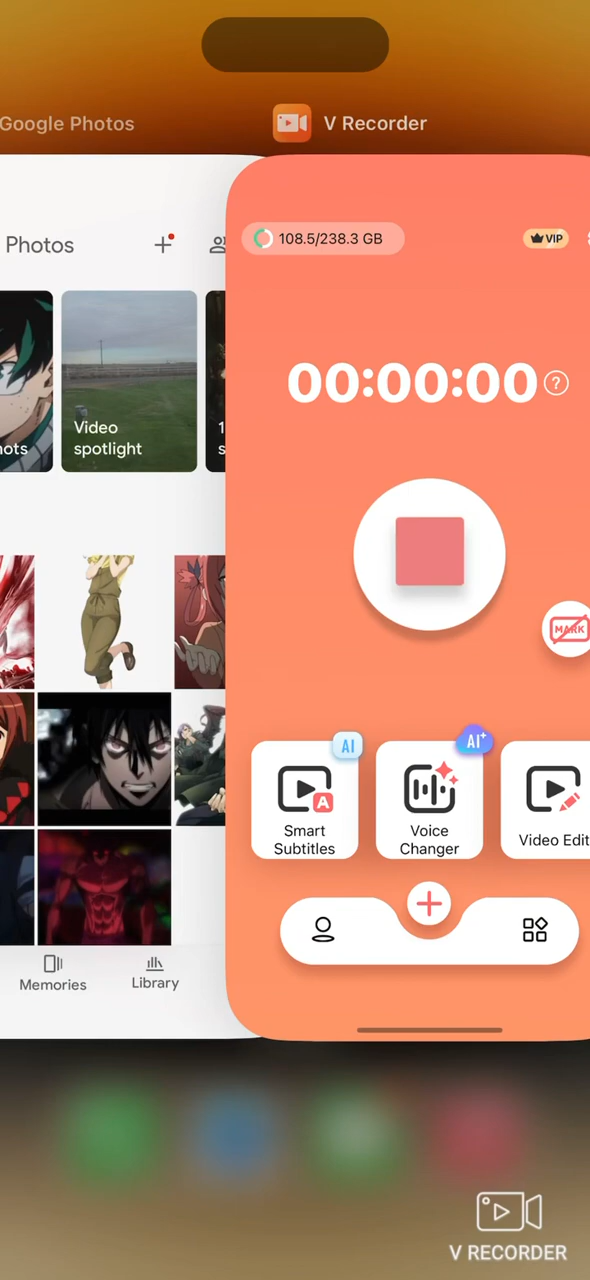 Google Photos
V Recorder
Photos
108.5/238.3 GB
VIP
00:00:00
?
Video
spotlight
MARK
AI
AI+
A
Smart
Subtitles
Voice
Changer
Video Edit
Memories
Library
V RECORDER